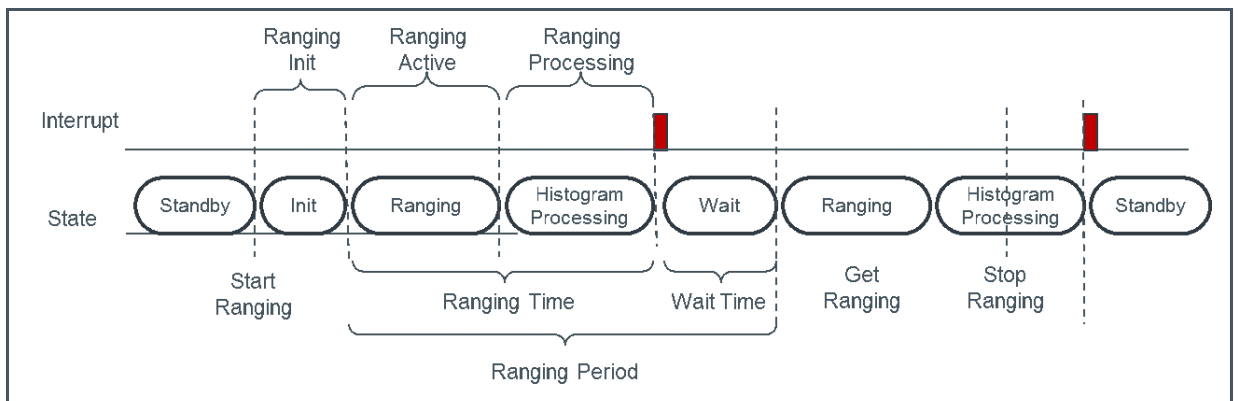 Ranging
Init
Ranging
Active
Ranging
Processing
Interrupt
State
Standby
Init
Ranging
Histogram
Processing
Wait
Ranging
Histogram
Processing
Standby
Start
Ranging
Ranging Time
Wait Time
Get
Ranging
Stop
Ranging
Ranging Period